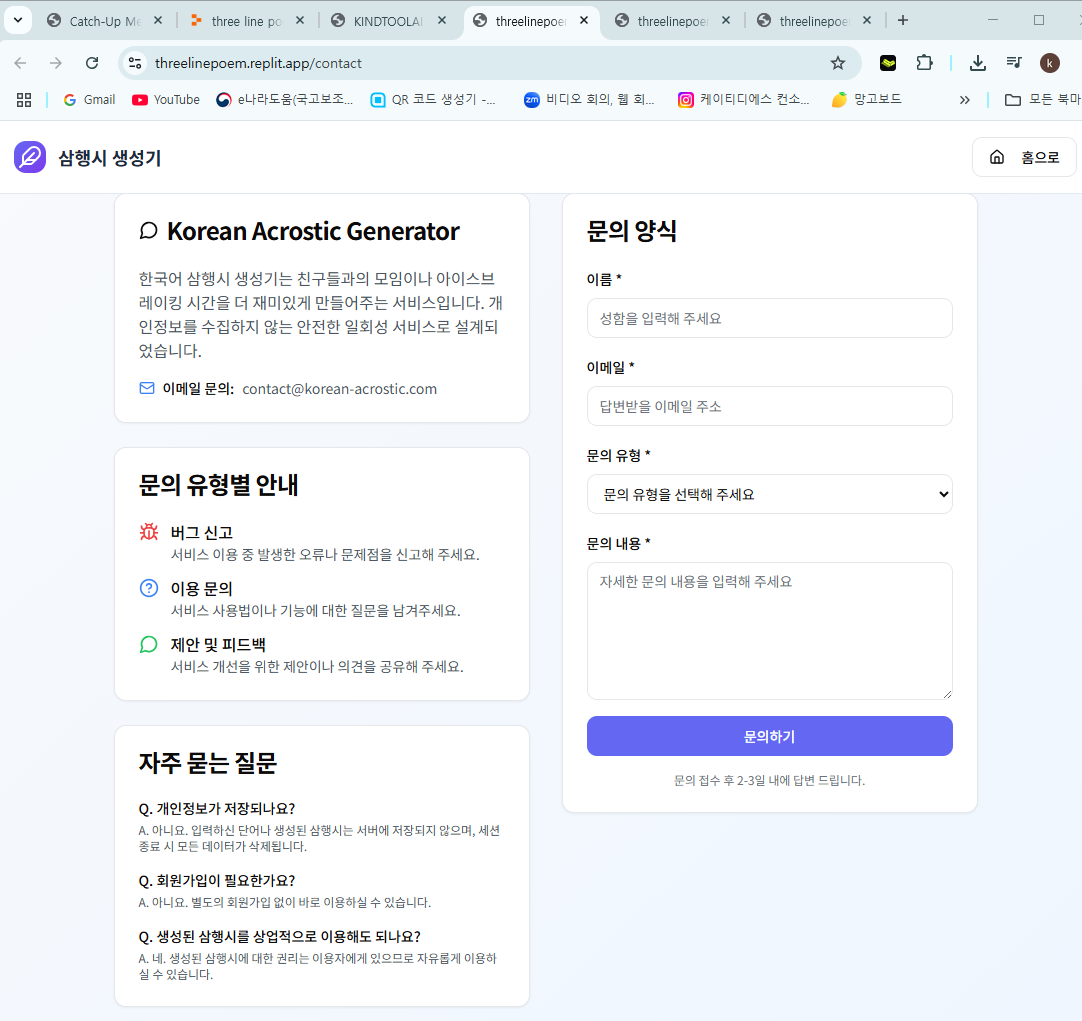 Catch-Up Me
three line po
KINDTOOLAI
threelinepoem
threelinepoe
threelinepoe
threelinepoem.replit.app/contact
k
Gmail
YouTube
e나라도움(국고보조...
QR 코드 생성기 -...
zm
비디오 회의, 웹 회...
케이티디에스 컨소...
망고보드
모든 북마
삼행시 생성기
홈으로
Korean Acrostic Generator
한국어 삼행시 생성기는 친구들과의 모임이나 아이스브
레이킹 시간을 더 재미있게 만들어주는 서비스입니다. 개
인정보를 수집하지 않는 안전한 일회성 서비스로 설계되
었습니다.
이메일 문의: contact@korean-acrostic.com
문의 유형별 안내
버그 신고
서비스 이용 중 발생한 오류나 문제점을 신고해 주세요.
이용 문의
서비스 사용법이나 기능에 대한 질문을 남겨주세요.
제안 및 피드백
서비스 개선을 위한 제안이나 의견을 공유해 주세요.
자주 묻는 질문
Q. 개인정보가 저장되나요?
A. 아니요. 입력하신 단어나 생성된 삼행시는 서버에 저장되지 않으며, 세션
종료 시 모든 데이터가 삭제됩니다.
Q. 회원가입이 필요한가요?
A. 아니요. 별도의 회원가입 없이 바로 이용하실 수 있습니다.
Q. 생성된 삼행시를 상업적으로 이용해도 되나요?
A. 네. 생성된 삼행시에 대한 권리는 이용자에게 있으므로 자유롭게 이용하
실 수 있습니다.
문의 양식
이름 *
성함을 입력해 주세요
이메일 *
답변받을 이메일 주소
문의 유형 *
문의 유형을 선택해 주세요
문의 내용 *
자세한 문의 내용을 입력해 주세요
문의하기
문의 접수 후 2-3일 내에 답변 드립니다.